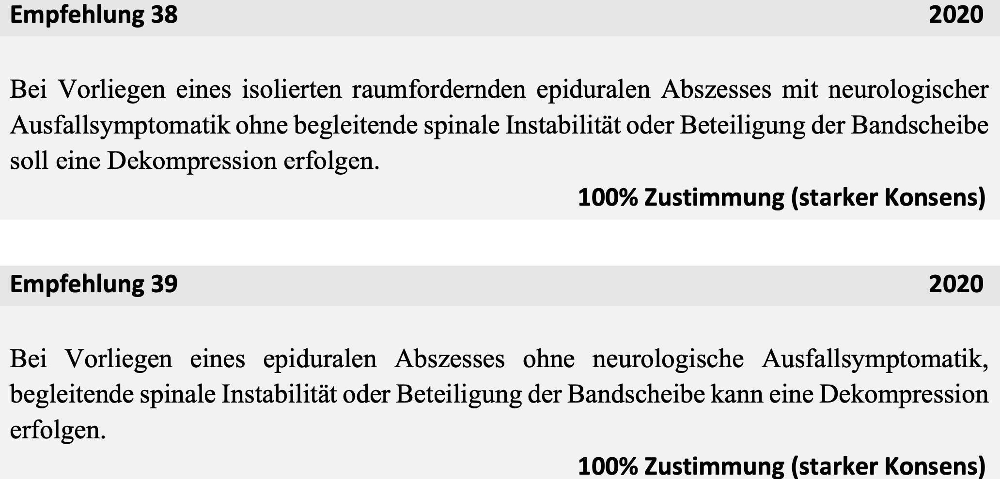 Empfehlung 38 2020
Bei Vorliegen eines isolierten raumfordernden epiduralen Abszesses mit neurologischer
Ausfallsymptomatik ohne begleitende spinale Instabilität oder Beteiligung der Bandscheibe
soll eine Dekompression erfolgen.
100% Zustimmung (starker Konsens)
Empfehlung 39 2020
Bei Vorliegen eines epiduralen Abszesses ohne neurologische Ausfallsymptomatik,
begleitende spinale Instabilität oder Beteiligung der Bandscheibe kann eine Dekompression
erfolgen.
100% Zustimmung (starker Konsens)